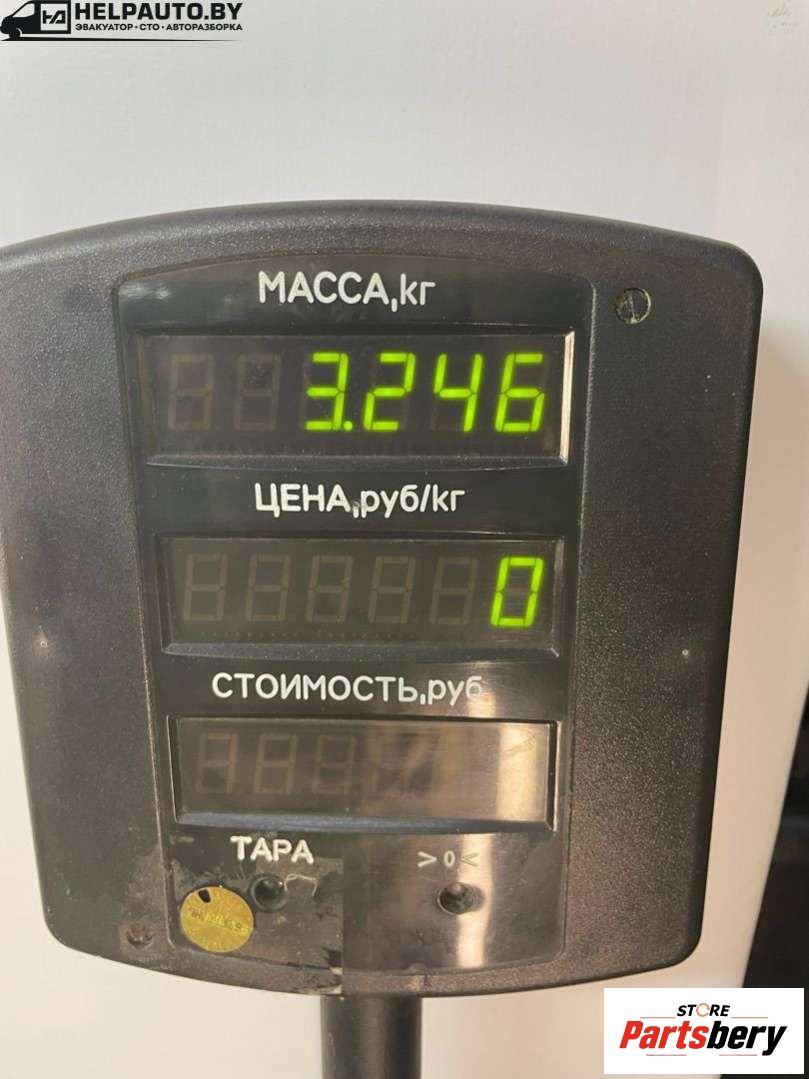 HELPAUTO.BY
ЭВАКУАТОР•СТО•АВТОРАЗБОРКА
МАССА,кг
3.246
ЦЕНА,руб/кг
0
СТОИМОСТЬ,руб
ТАРА
>0<
STORE
Partsbery